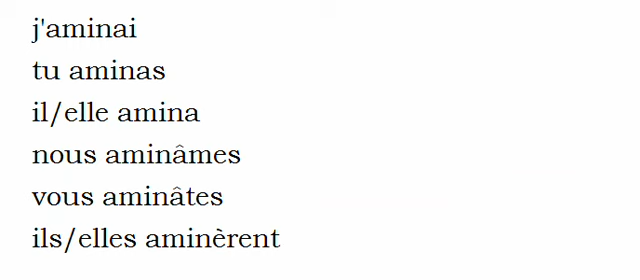 j'aminai
tu aminas
il/elle amina
nous aminâmes
vous aminâtes
ils/elles aminèrent